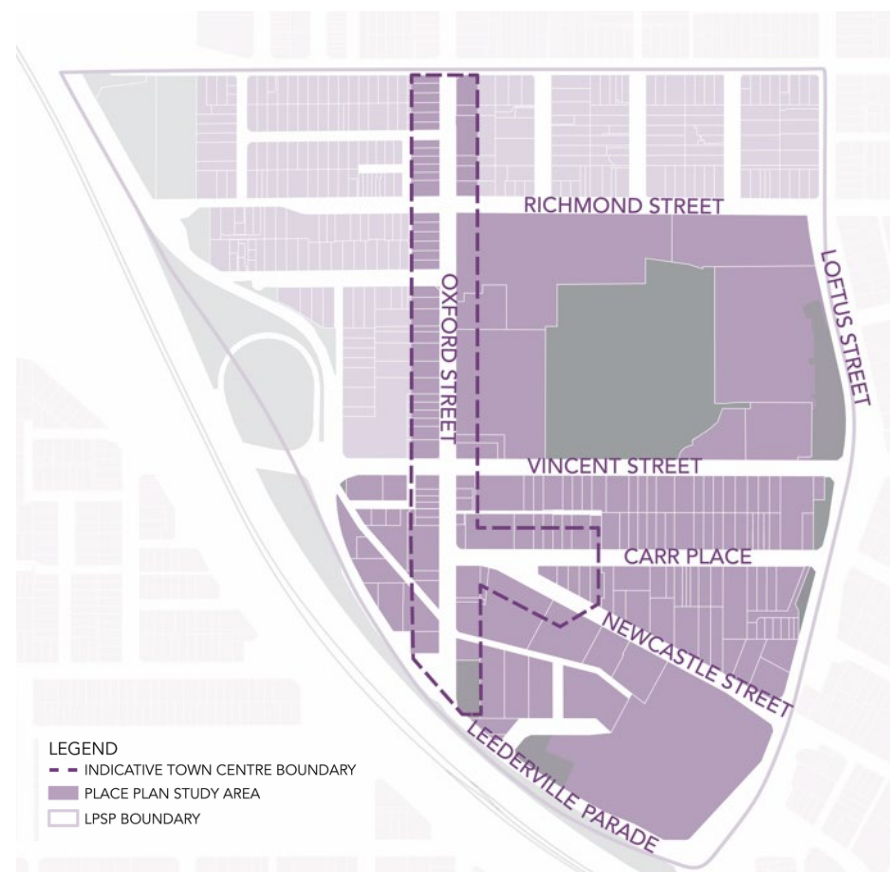 RICHMOND STREET
LOFTUS STREET
OXFORD STREET
VINCENT STREET
CARR PLACE
NEWCASTLE STREET
LEEDERVILLE PARADE
LEGEND
INDICATIVE TOWN CENTRE BOUNDARY
PLACE PLAN STUDY AREA
LPSP BOUNDARY